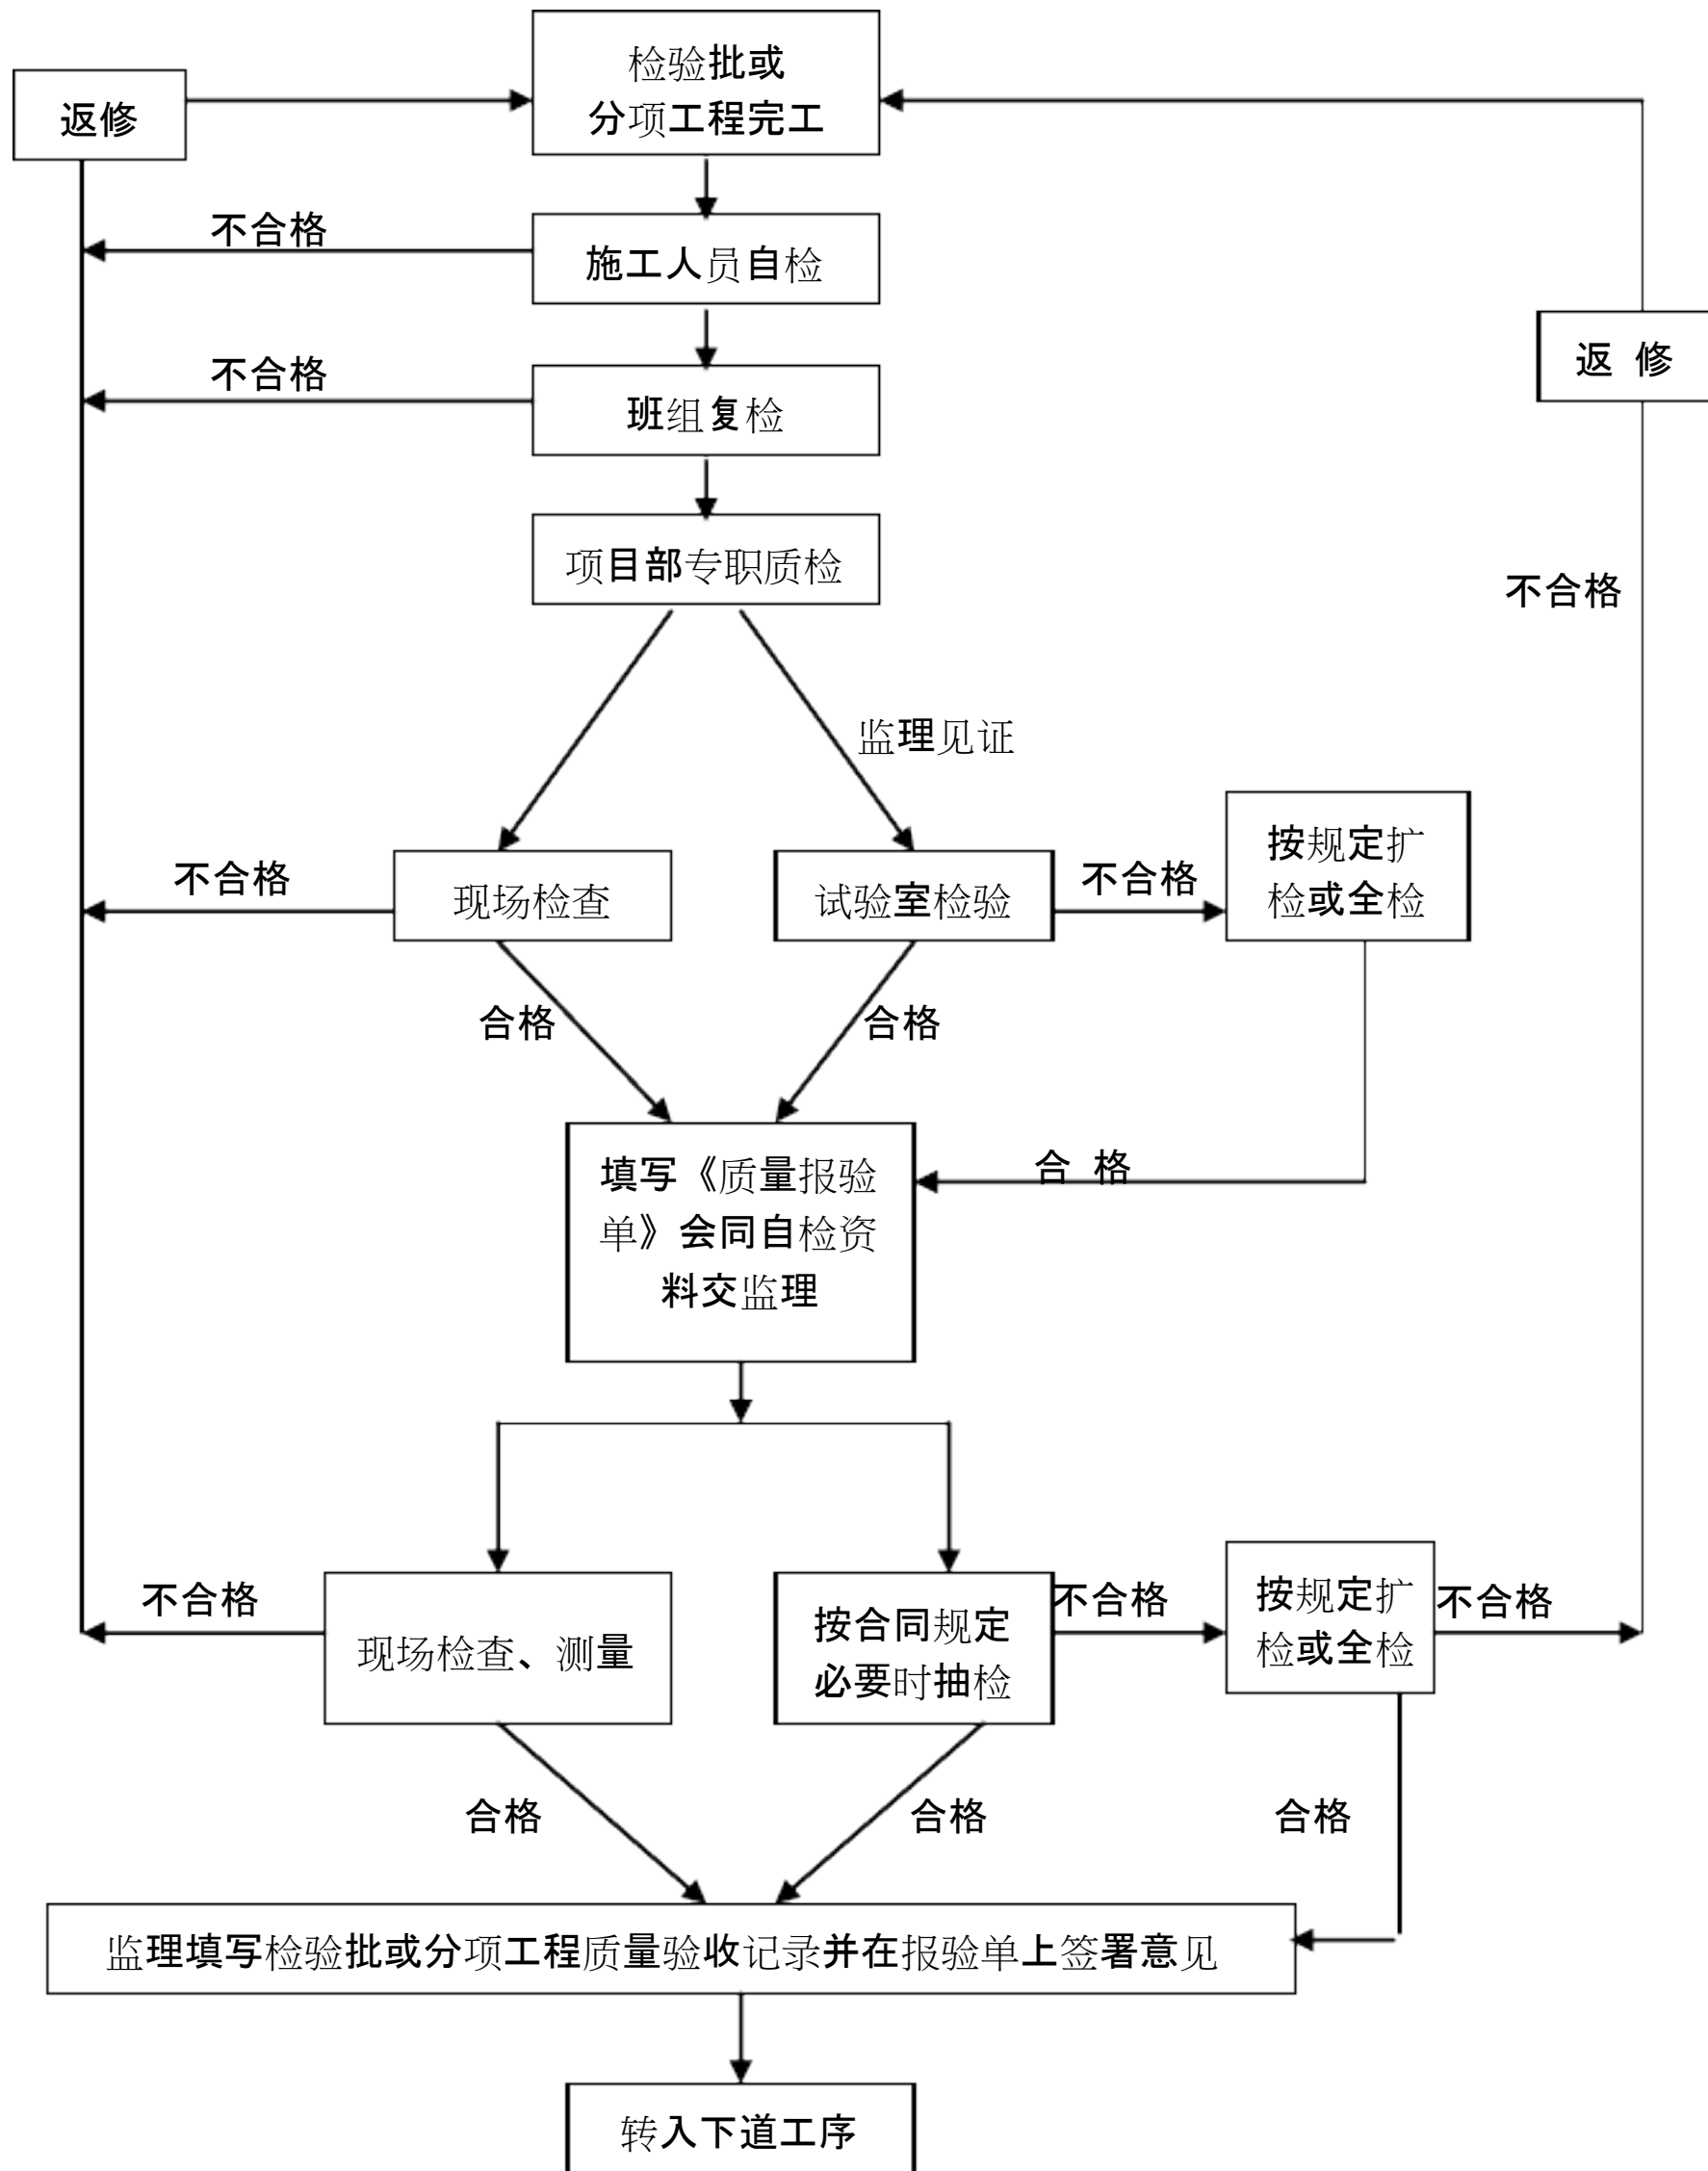 检验批或
分项工程完工
返修
不合格
施工人员自检
返 修
不合格
班组复检
项目部专职质检
不合格
监理见证
按规定扩
检或全检
不合格
现场检查
试验室检验
不合格
合格
合格
填写《质量报验
单》会同自检资
料交监理
合 格
不合格
现场检查、测量
按合同规定
必要时抽检
不合格
按规定扩
检或全检
不合格
合格
合格
合格
监理填写检验批或分项工程质量验收记录并在报验单上签署意见
转入下道工序